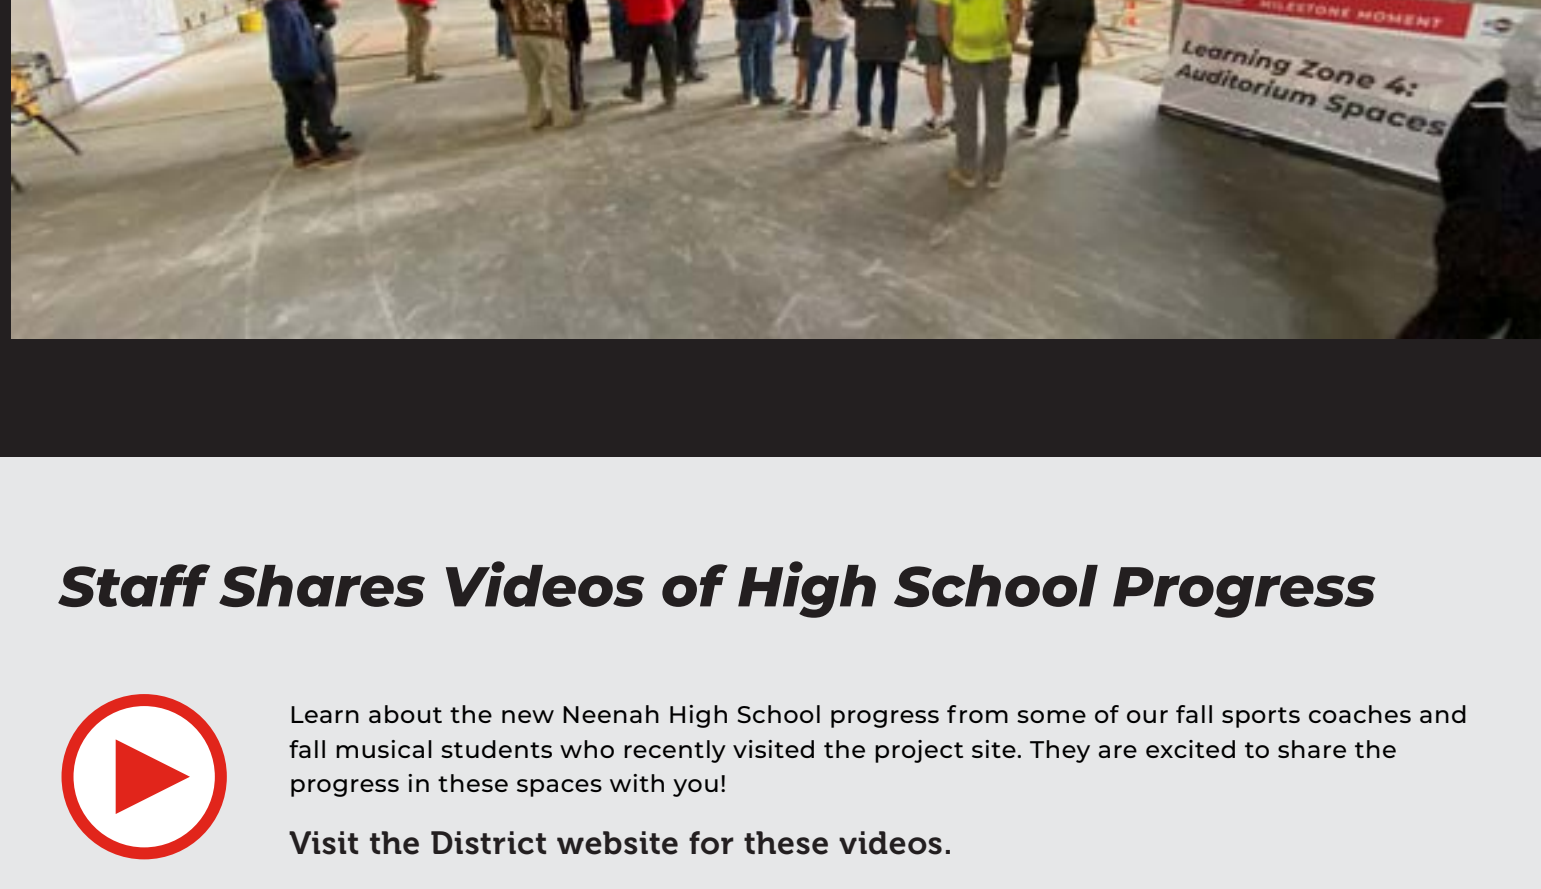 MILESTONE MOMENT
Learning Zone 4:
Auditorium Spaces
Staff Shares Videos of High School Progress
Learn about the new Neenah High School progress from some of our fall sports coaches and
fall musical students who recently visited the project site. They are excited to share the
progress in these spaces with you!
Visit the District website for these videos.